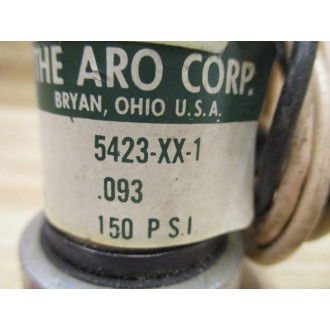 THE ARO CORP.
BRYAN, OHIO U.S.A.
5423-XX-1
.093
150 P S.I.